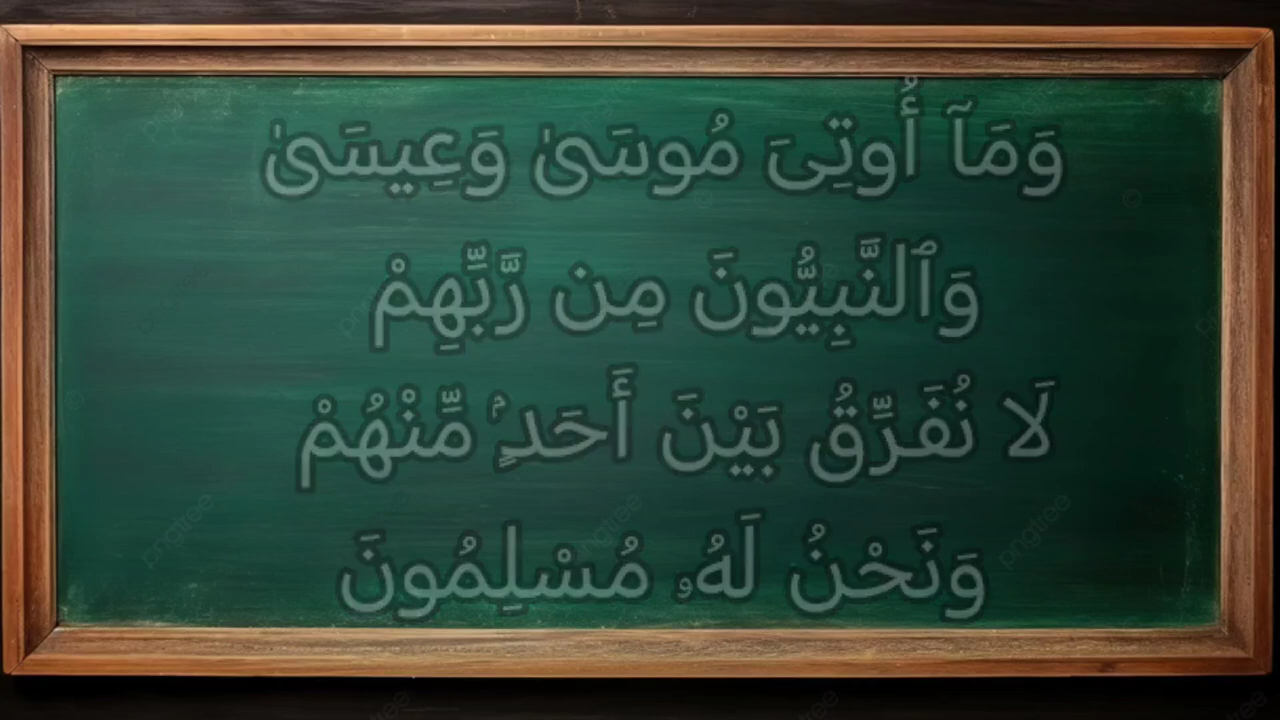 وَمَآ أُوتِىَ مُوسَىٰ وَعِيسَىٰ
وَٱلنَّبِيُّونَ مِن رَّبِّهِمْ
لَا نُفَرِّقُ بَيْنَ أَحَدٍۢ مِّنْهُمْ
وَنَحْنُ لَهُۥ مُسْلِمُونَ